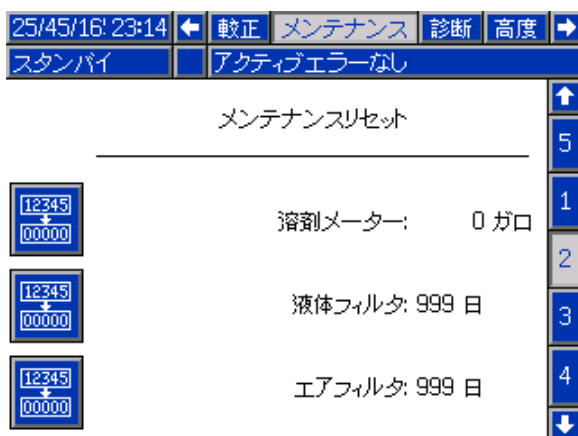 25/45/16 23:14 較正 メンテナンス 診断 高度
スタンバイ アクティブエラーなし
メンテナンスリセット
5
12345
00000
溶剤メーター: 0 ガロ
1
2
12345
00000
液体フィルタ: 999 日
3
12345
00000
エアフィルタ: 999 日
4